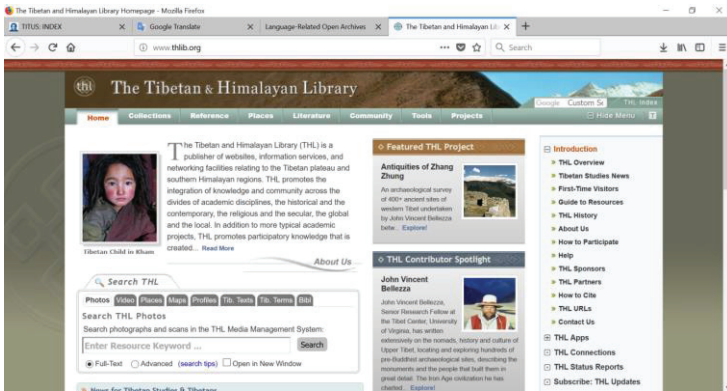 The Tibetan and Himalayan Library Homepage - Mozilla Firefox
TITUS: INDEX
Google Translate
Language-Related Open Archives
The Tibetan and Himalayan Lib
www.thlib.org
Search
thl
The Tibetan & Himalayan Library
Google Custom Se
THL Index
Home Collections Reference Places Literature Community Tools Projects
Hide Menu
The Tibetan and Himalayan Library (THL) is a
publisher of websites, information services, and
networking facilities relating to the Tibetan plateau and
southern Himalayan regions. THL promotes the
integration of knowledge and community across the
divides of academic disciplines, the historical and the
contemporary, the religious and the secular, the global
and the local. In addition to more typical academic
projects, THL promotes participatory knowledge that is
created... Read More
Tibetan Child in Kham
About Us
Search THL
Photos Video Places Maps Profiles Tib. Texts Tib. Terms Bibl
Search THL Photos
Search photographs and scans in the THL Media Management System:
Enter Resource Keyword ...
Search
Full-Text Advanced (search tips) Open in New Window
News for Tibetan Studies & Tibetans
Featured THL Project
Antiquities of Zhang
Zhung
An archaeological survey
of 400+ ancient sites of
western Tibet undertaken
by John Vincent Bellezza
betw... Explore!
THL Contributor Spotlight
John Vincent
Bellezza
John Vincent Bellezza,
Senior Research Fellow at
the Tibet Center, University
of Virginia, has written
extensively on the nomads, history and culture of
Upper Tibet, locating and exploring hundreds of
pre-Buddhist archaeological sites, describing the
monuments and the people that built them in
great detail. The Iron Age civilization he has
charted... Explore!
Introduction
THL Overview
Tibetan Studies News
First-Time Visitors
Guide to Resources
THL History
About Us
How to Participate
Help
THL Sponsors
THL Partners
How to Cite
THL URLs
Contact Us
THL Apps
THL Connections
THL Status Reports
Subscribe: THL Updates